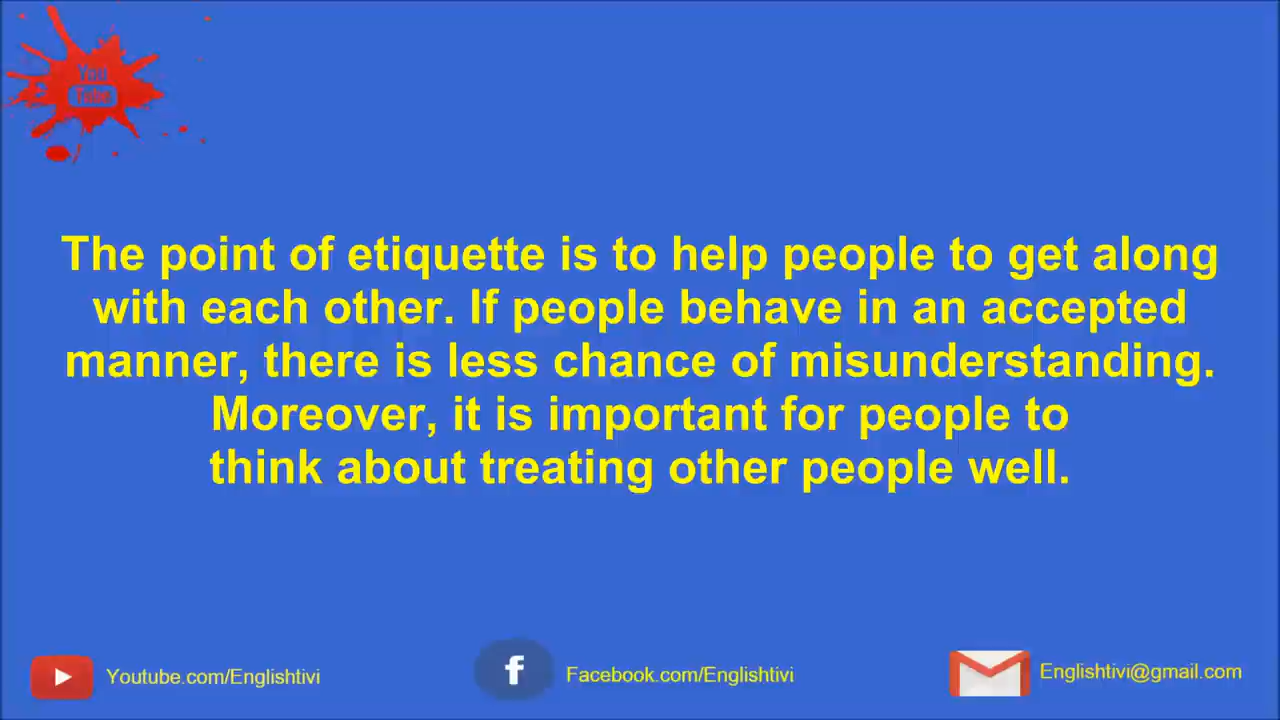 You
Tube
The point of etiquette is to help people to get along
with each other. If people behave in an accepted
manner, there is less chance of misunderstanding.
Moreover, it is important for people to
think about treating other people well.
Youtube.com/Englishtivi
f
Facebook.com/Englishtivi
Englishtivi@gmail.com